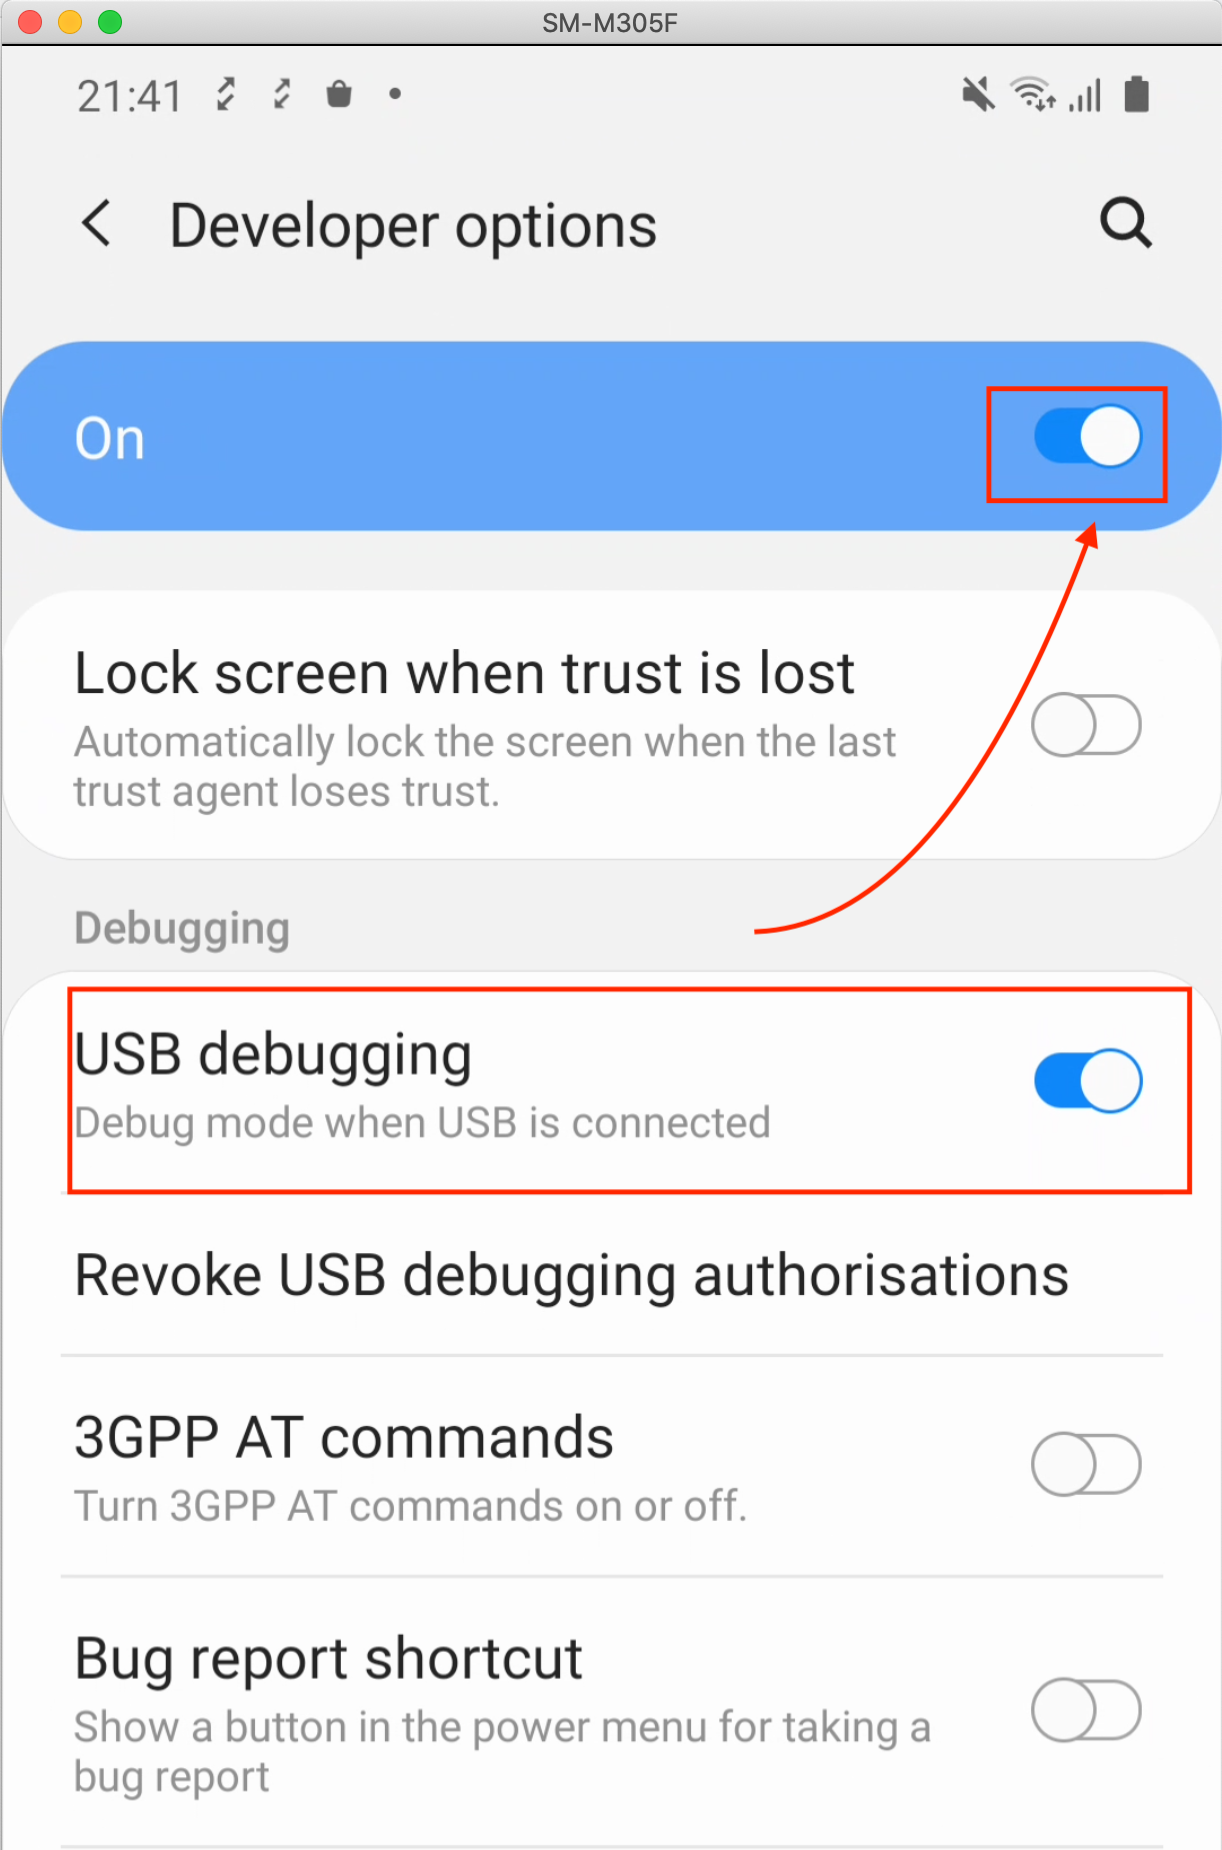 SM-M305F
21:41
Developer options
On
Lock screen when trust is lost
Automatically lock the screen when the last
trust agent loses trust.
Debugging
USB debugging
Debug mode when USB is connected
Revoke USB debugging authorisations
3GPP AT commands
Turn 3GPP AT commands on or off.
Bug report shortcut
Show a button in the power menu for taking a
bug report